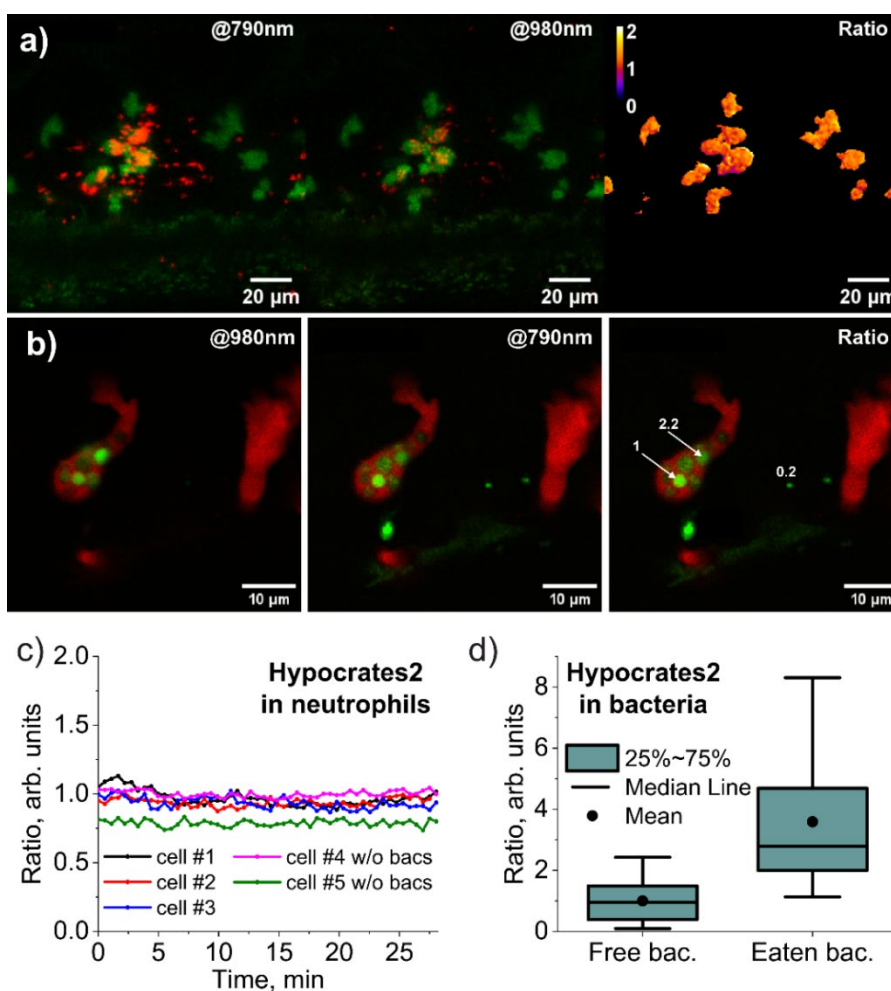 a)
@790nm
@980nm
Ratio
2
1
0
20 µm
20 µm
20 µm
b)
@980nm
@790nm
Ratio
2.2
1
0.2
10 µm
10 µm
10 µm
c)
Hypocrates2
in neutrophils
Ratio, arb. units
2.0
1.5
1.0
0.5
0.0
cell #1
cell #4 w/o bacs
cell #2
cell #5 w/o bacs
cell #3
0 5 10 15 20 25
Time, min
d)
Hypocrates2
in bacteria
25%~75%
Median Line
Mean
Ratio, arb. units
8
6
4
2
0
Free bac.
Eaten bac.